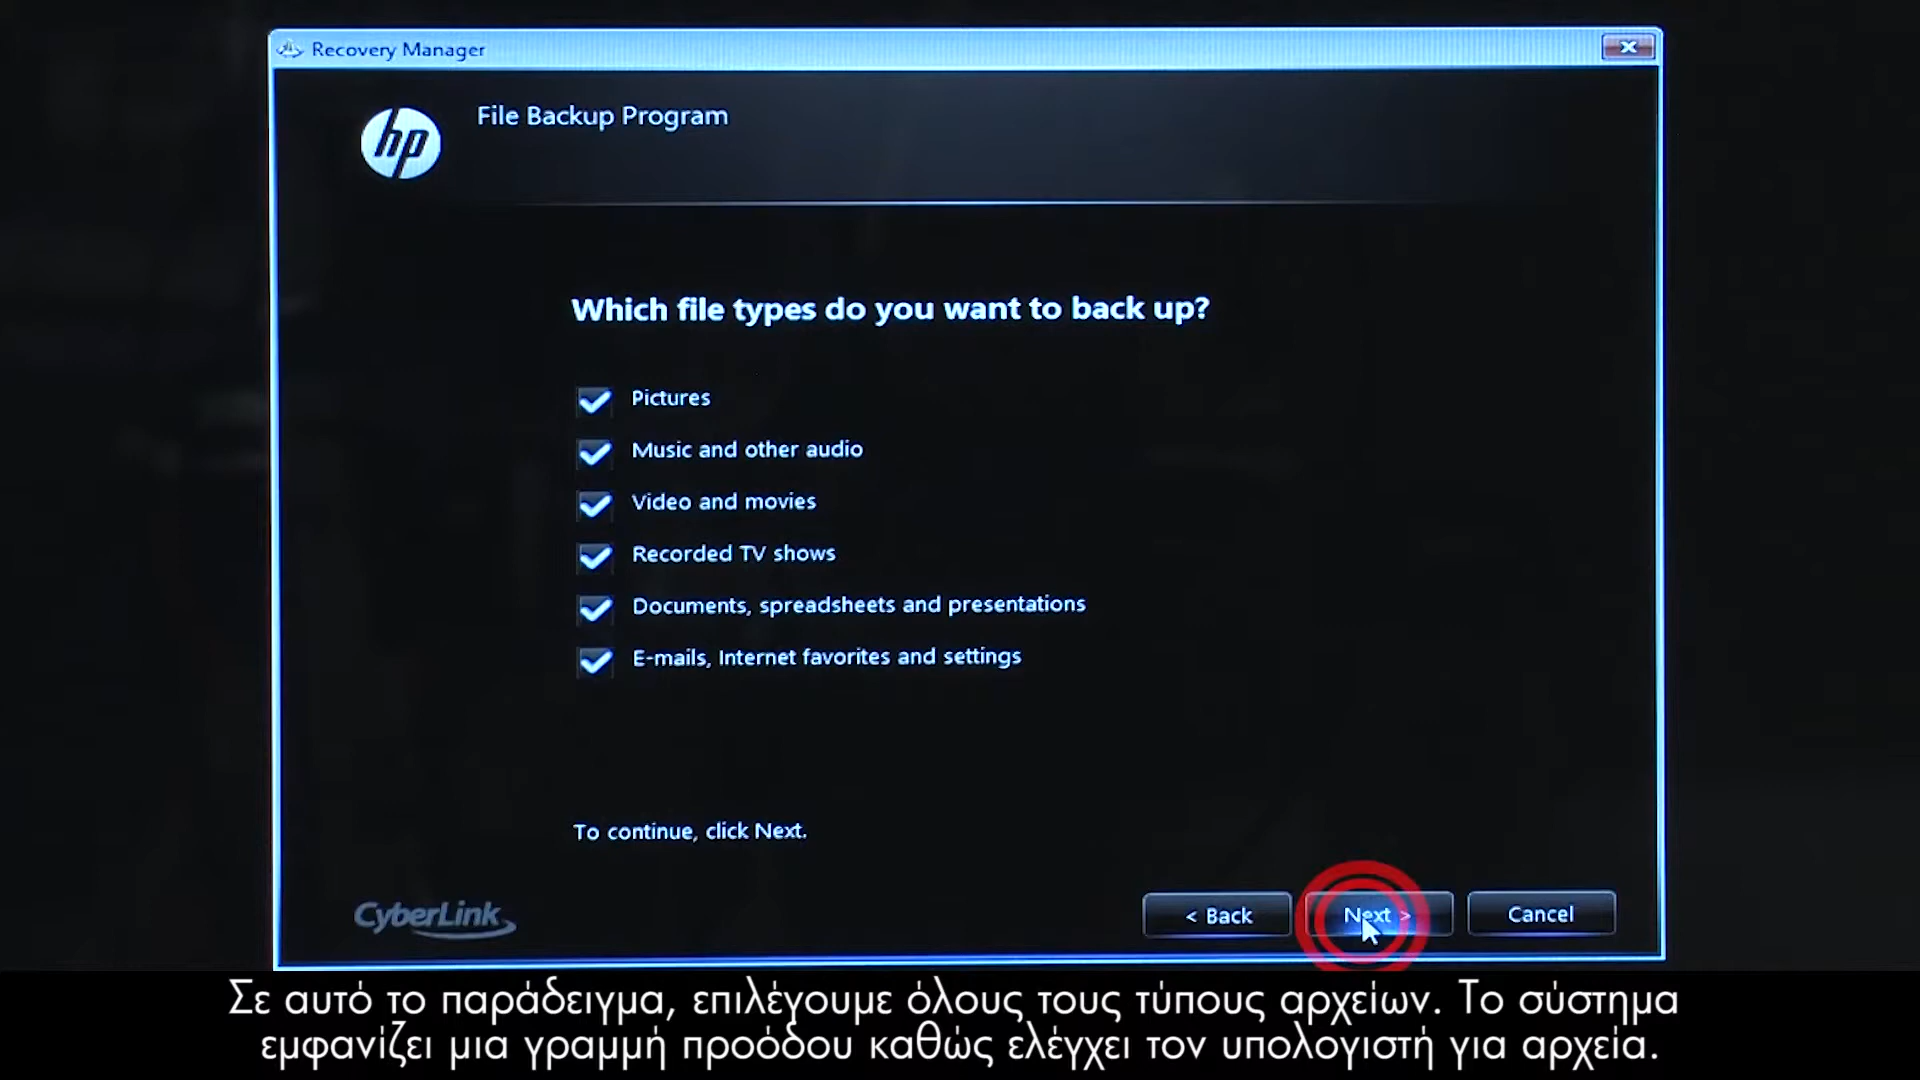 Recovery Manager
hp
File Backup Program
Which file types do you want to back up?
Pictures
Music and other audio
Video and movies
Recorded TV shows
Documents, spreadsheets and presentations
E-mails, Internet favorites and settings
To continue, click Next.
CyberLink
< Back
Next >
Cancel
Σε αυτό το παράδειγμα, επιλέγουμε όλους τους τύπους αρχείων. Το σύστημα
εμφανίζει μια γραμμή προόδου καθώς ελέγχει τον υπολογιστή για αρχεία.